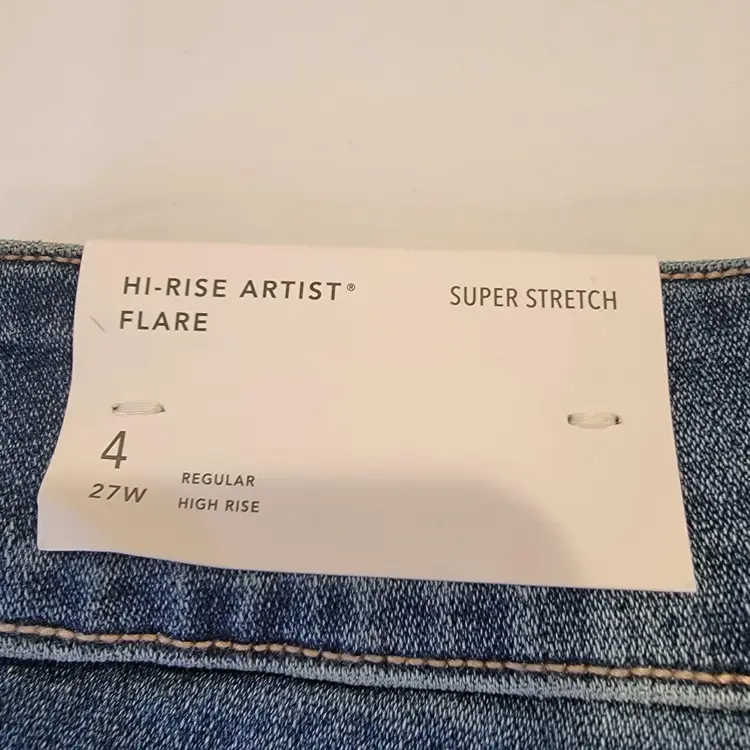 HI-RISE ARTIST® SUPER STRETCH
FLARE
4
27W REGULAR
HIGH RISE